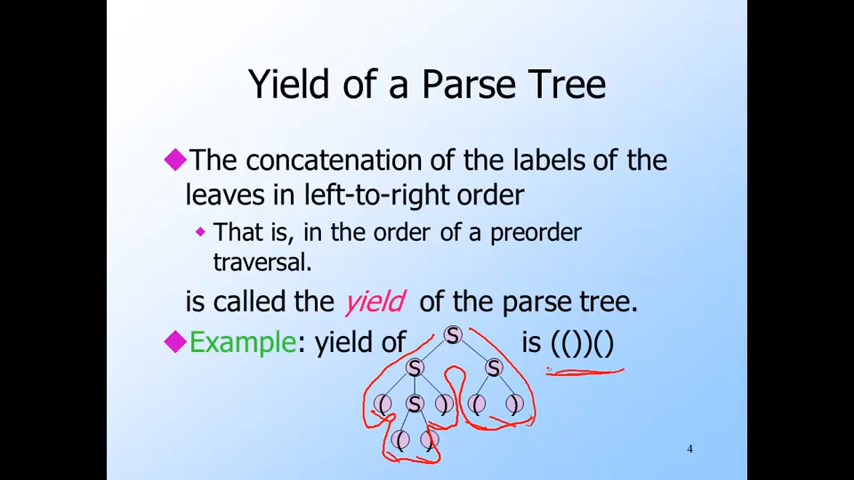 Yield of a Parse Tree
The concatenation of the labels of the
leaves in left-to-right order
That is, in the order of a preorder
traversal.
is called the yield of the parse tree.
Example: yield of is (())()
S
S S
( S ) ( )
( )
4